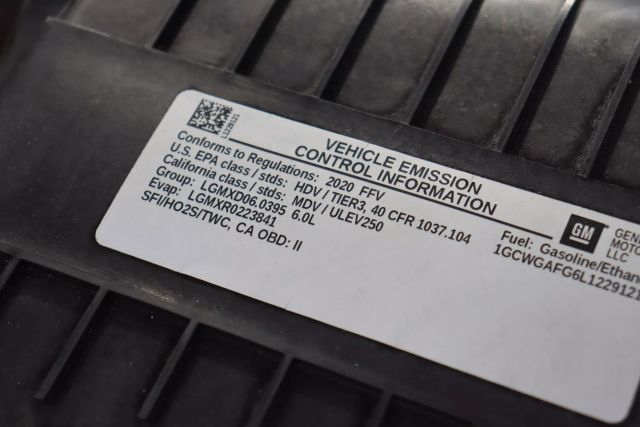 L1229121
VEHICLE EMISSION
CONTROL INFORMATION
Conforms to Regulations: 2020 FFV
U.S. EPA class / stds: HDV / TIER3, 40 CFR 1037.104
California class / stds: MDV / ULEV250
Group: LGMXD06.0395 6.0L
Evap: LGMXR0223841
SFI/HO2S/TWC, CA OBD: II
GM
LLC
Fuel: Gasoline/
1GCWGAFG6L1229121